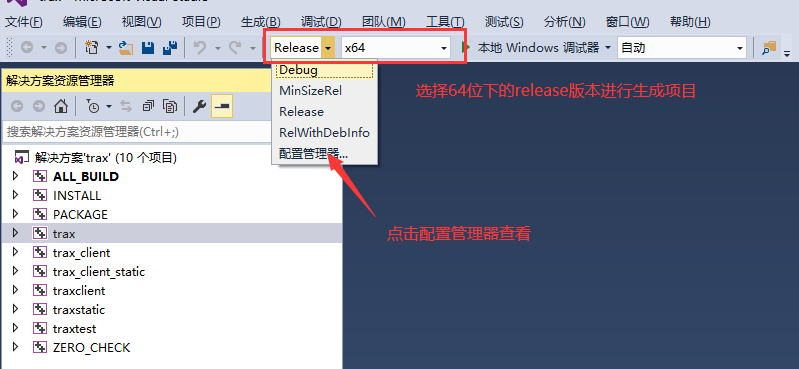 文件(F) 编辑(E) 视图(V) 项目(P) 生成(B) 调试(D) 团队(M) 工具(T) 测试(S) 分析(N) 窗口(W) 帮助(H)
Release x64 本地 Windows 调试器 自动
解决方案资源管理器
Debug
选择64位下的release版本进行生成项目
MinSizeRel
Release
搜索解决方案资源管理器(Ctrl+;)
RelWithDebInfo
解决方案'trax' (10 个项目)
配置管理器...
ALL_BUILD
INSTALL
PACKAGE
trax
点击配置管理器查看
trax_client
trax_client_static
traxclient
traxstatic
traxtest
ZERO_CHECK